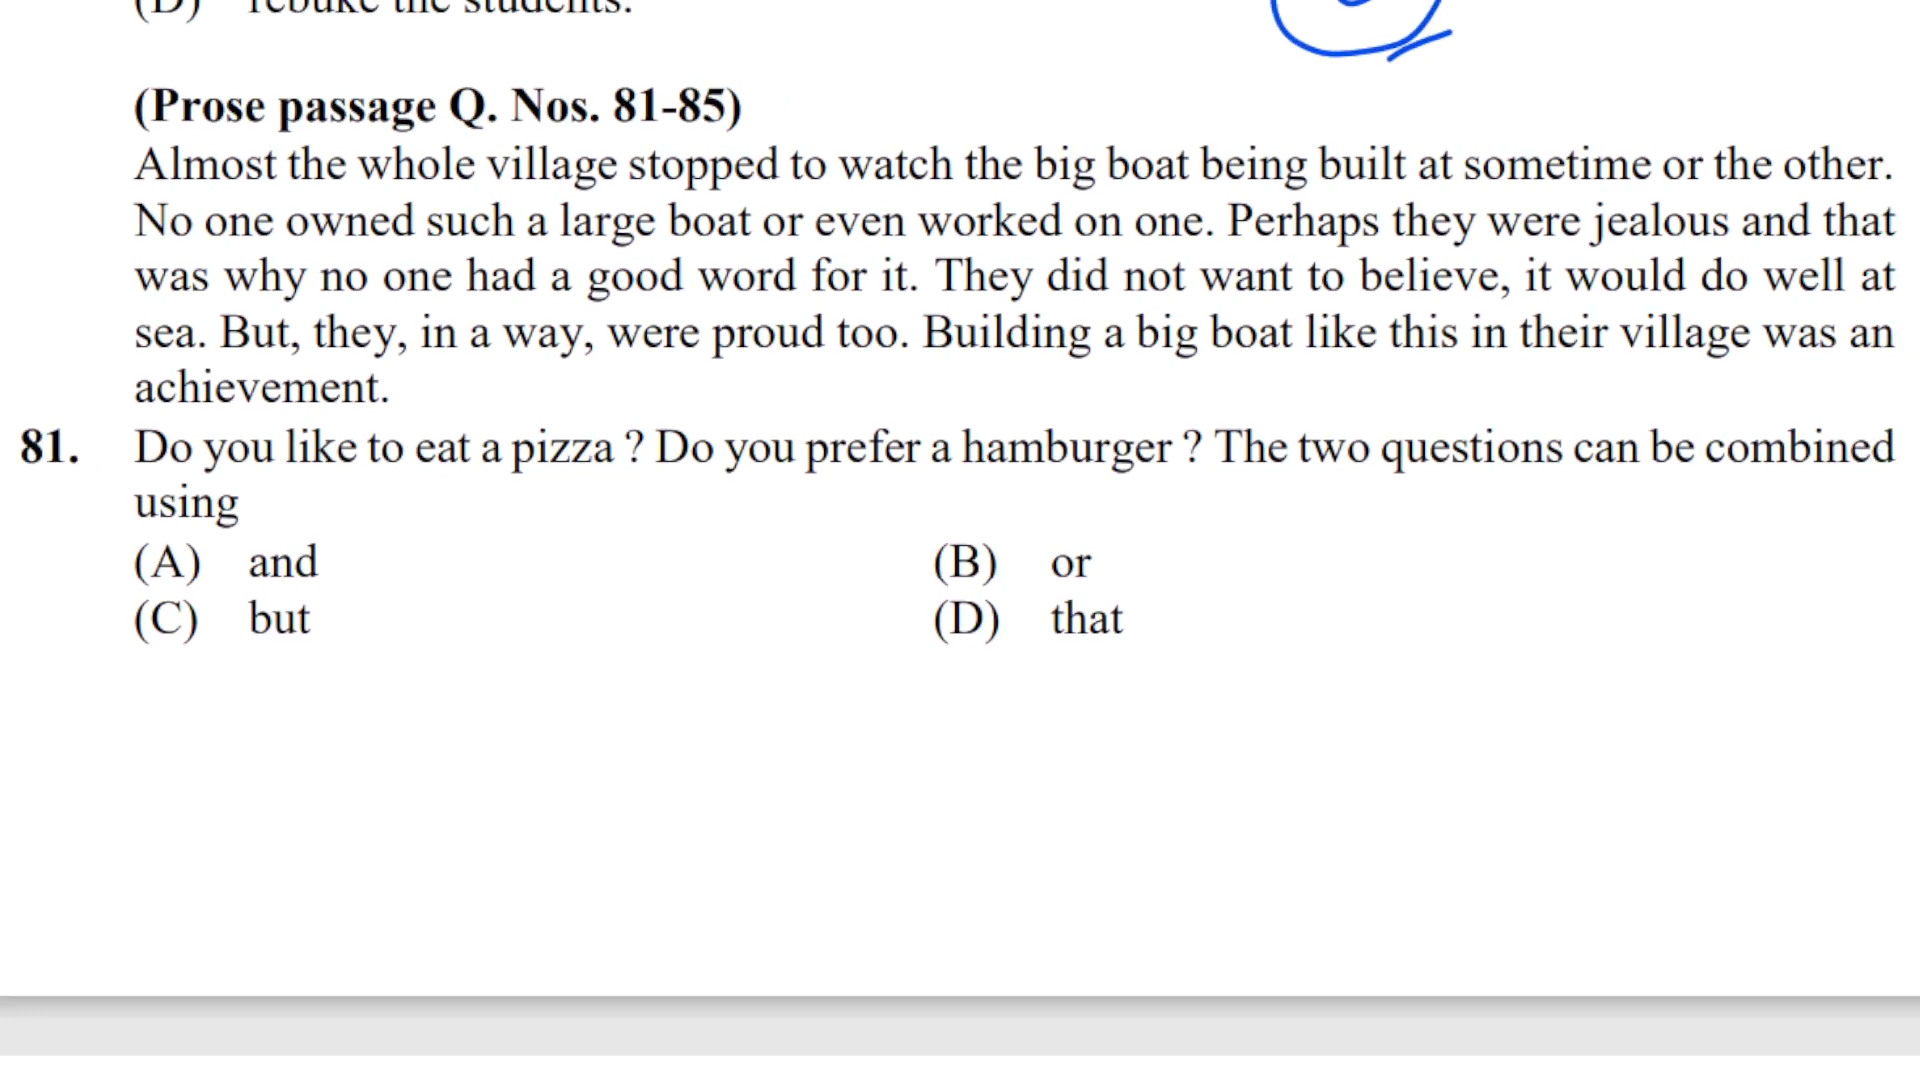 (D) rebuke the students.
(Prose passage Q. Nos. 81-85)
Almost the whole village stopped to watch the big boat being built at sometime or the other.
No one owned such a large boat or even worked on one. Perhaps they were jealous and that
was why no one had a good word for it. They did not want to believe, it would do well at
sea. But, they, in a way, were proud too. Building a big boat like this in their village was an
achievement.
81. Do you like to eat a pizza ? Do you prefer a hamburger ? The two questions can be combined
using
(A) and (B) or
(C) but (D) that